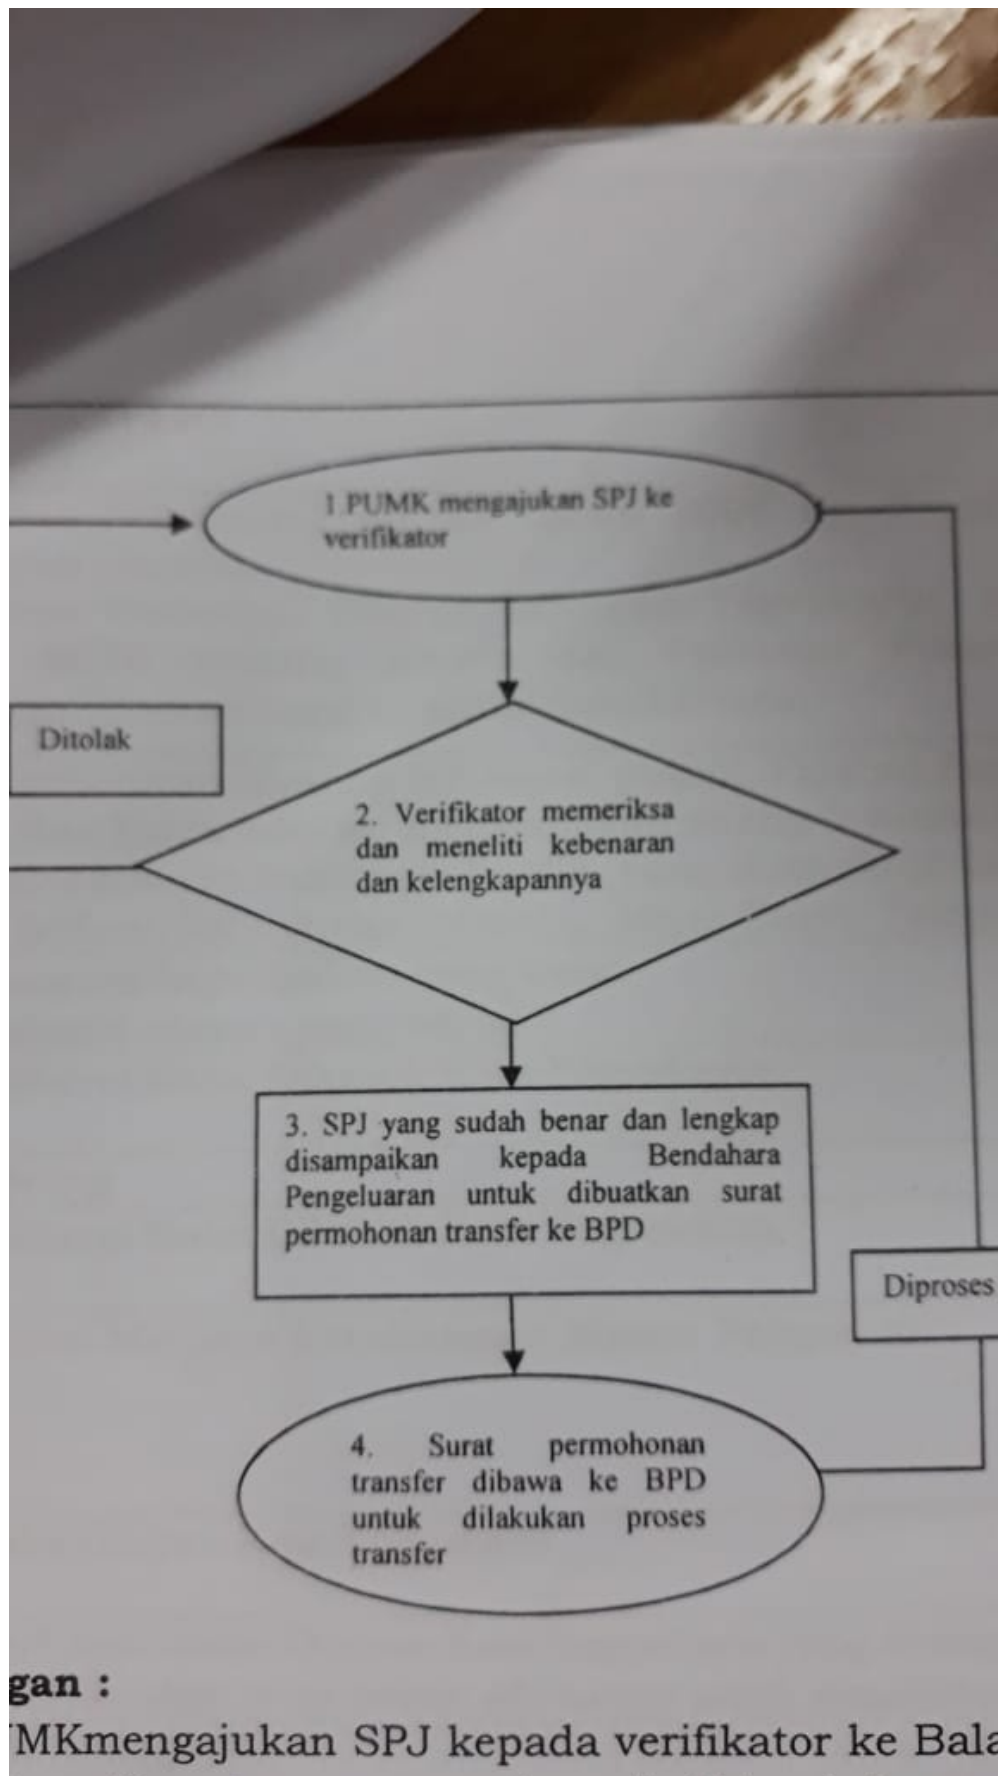 1 PUMK mengajukan SPJ ke
verifikator
Ditolak
2. Verifikator memeriksa
dan meneliti kebenaran
dan kelengkapannya
3. SPJ yang sudah benar dan lengkap
disampaikan kepada Bendahara
Pengeluaran untuk dibuatkan surat
permohonan transfer ke BPD
Diproses
4. Surat permohonan
transfer dibawa ke BPD
untuk dilakukan proses
transfer
gan :
MKmengajukan SPJ kepada verifikator ke Bala